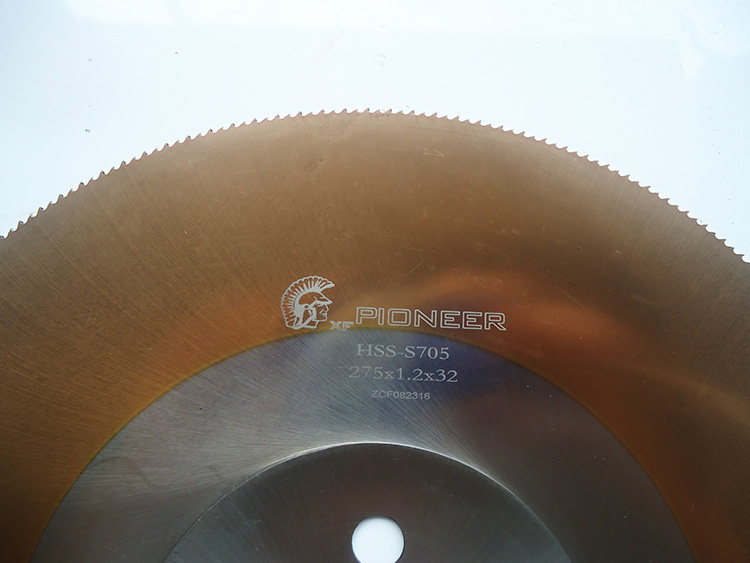 XF PIONEER
HSS-S705
275x1.2x32
ZCF082316